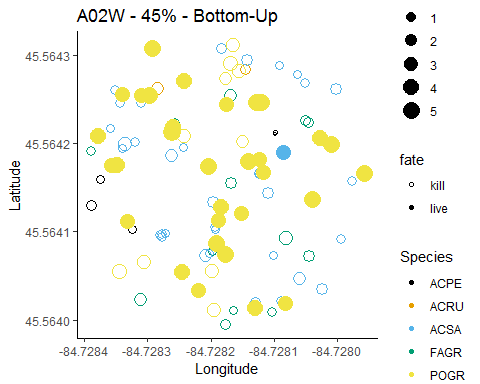 A02W - 45% - Bottom-Up
45.5643
45.5642
45.5641
45.5640
Latitude
-84.7284
-84.7283
-84.7282
-84.7281
-84.7280
Longitude
1
2
3
4
5
fate
kill
live
Species
ACPE
ACRU
ACSA
FAGR
POGR